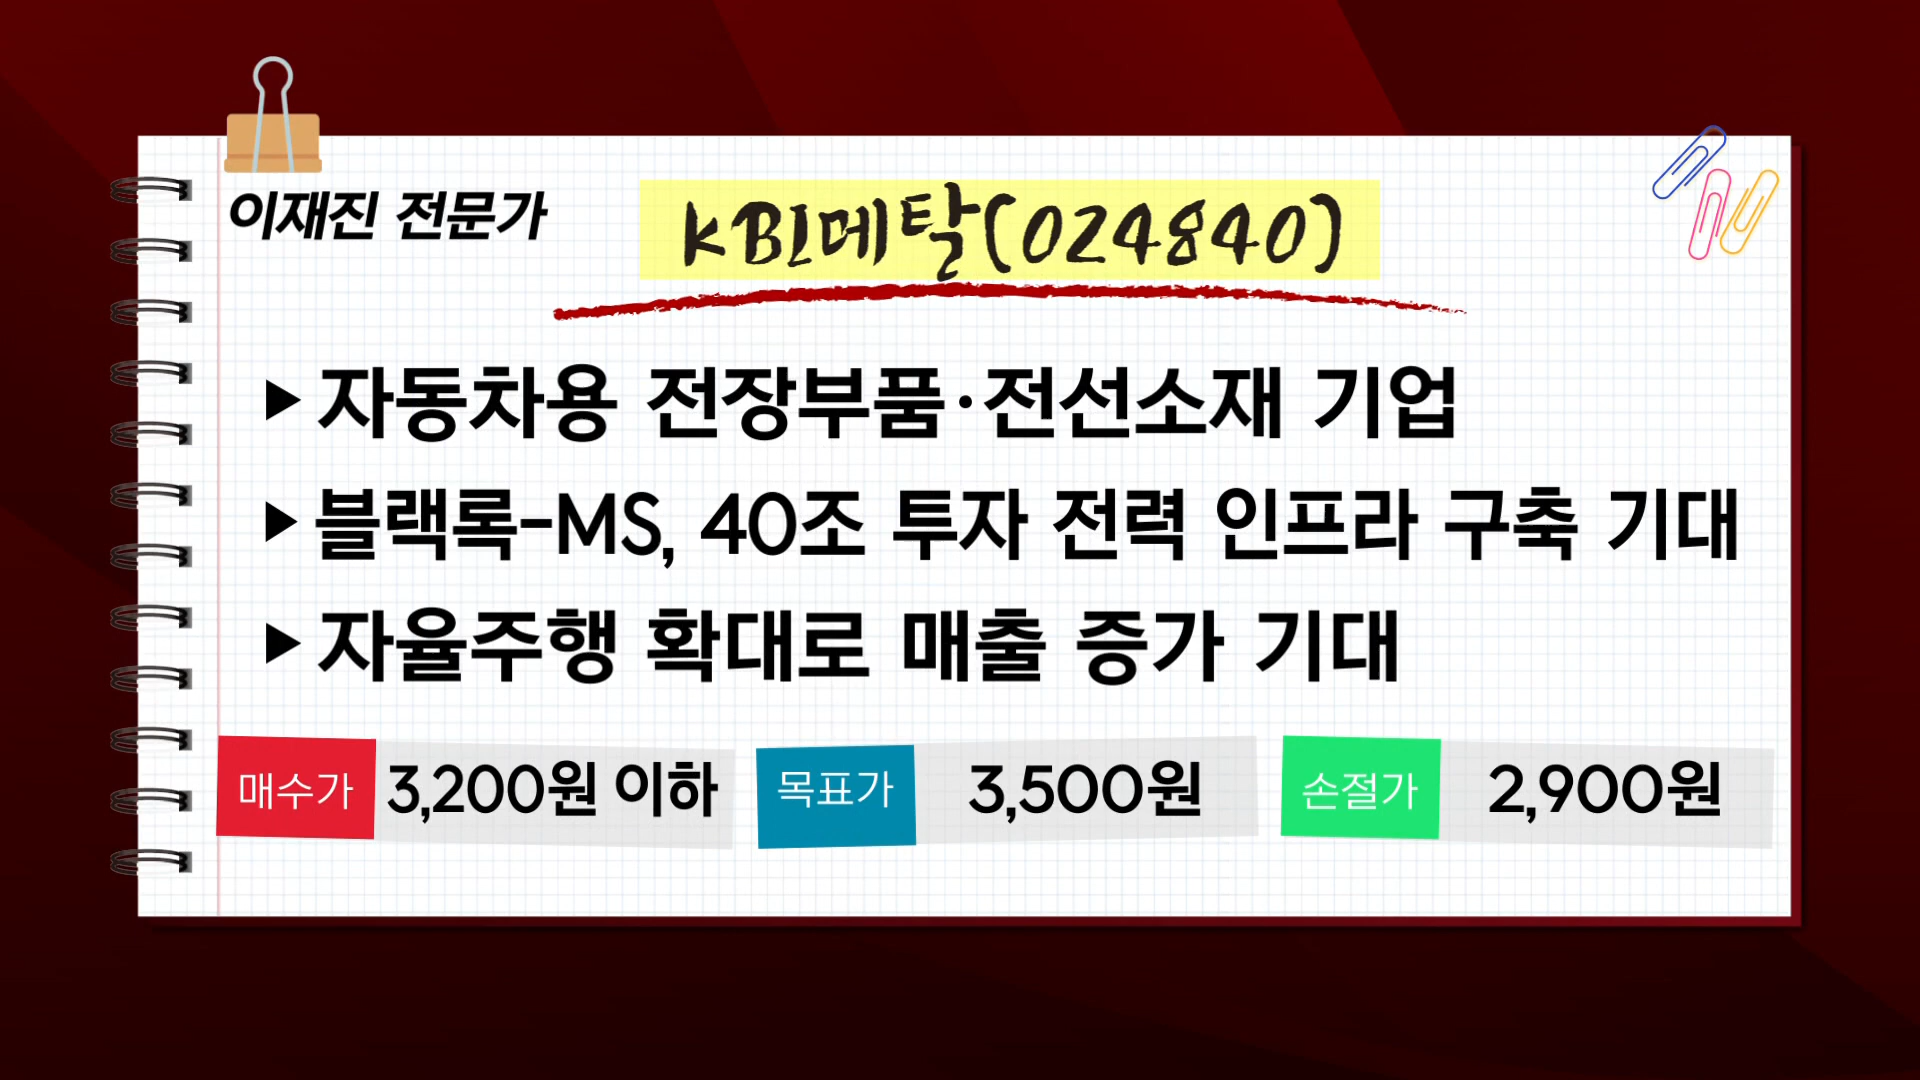 이재진 전문가
KBI메탈(024840)
▶자동차용 전장부품·전선소재 기업
▶블랙록-MS, 40조 투자 전력 인프라 구축 기대
▶자율주행 확대로 매출 증가 기대
매수가 3,200원 이하 목표가 3,500원 손절가 2,900원